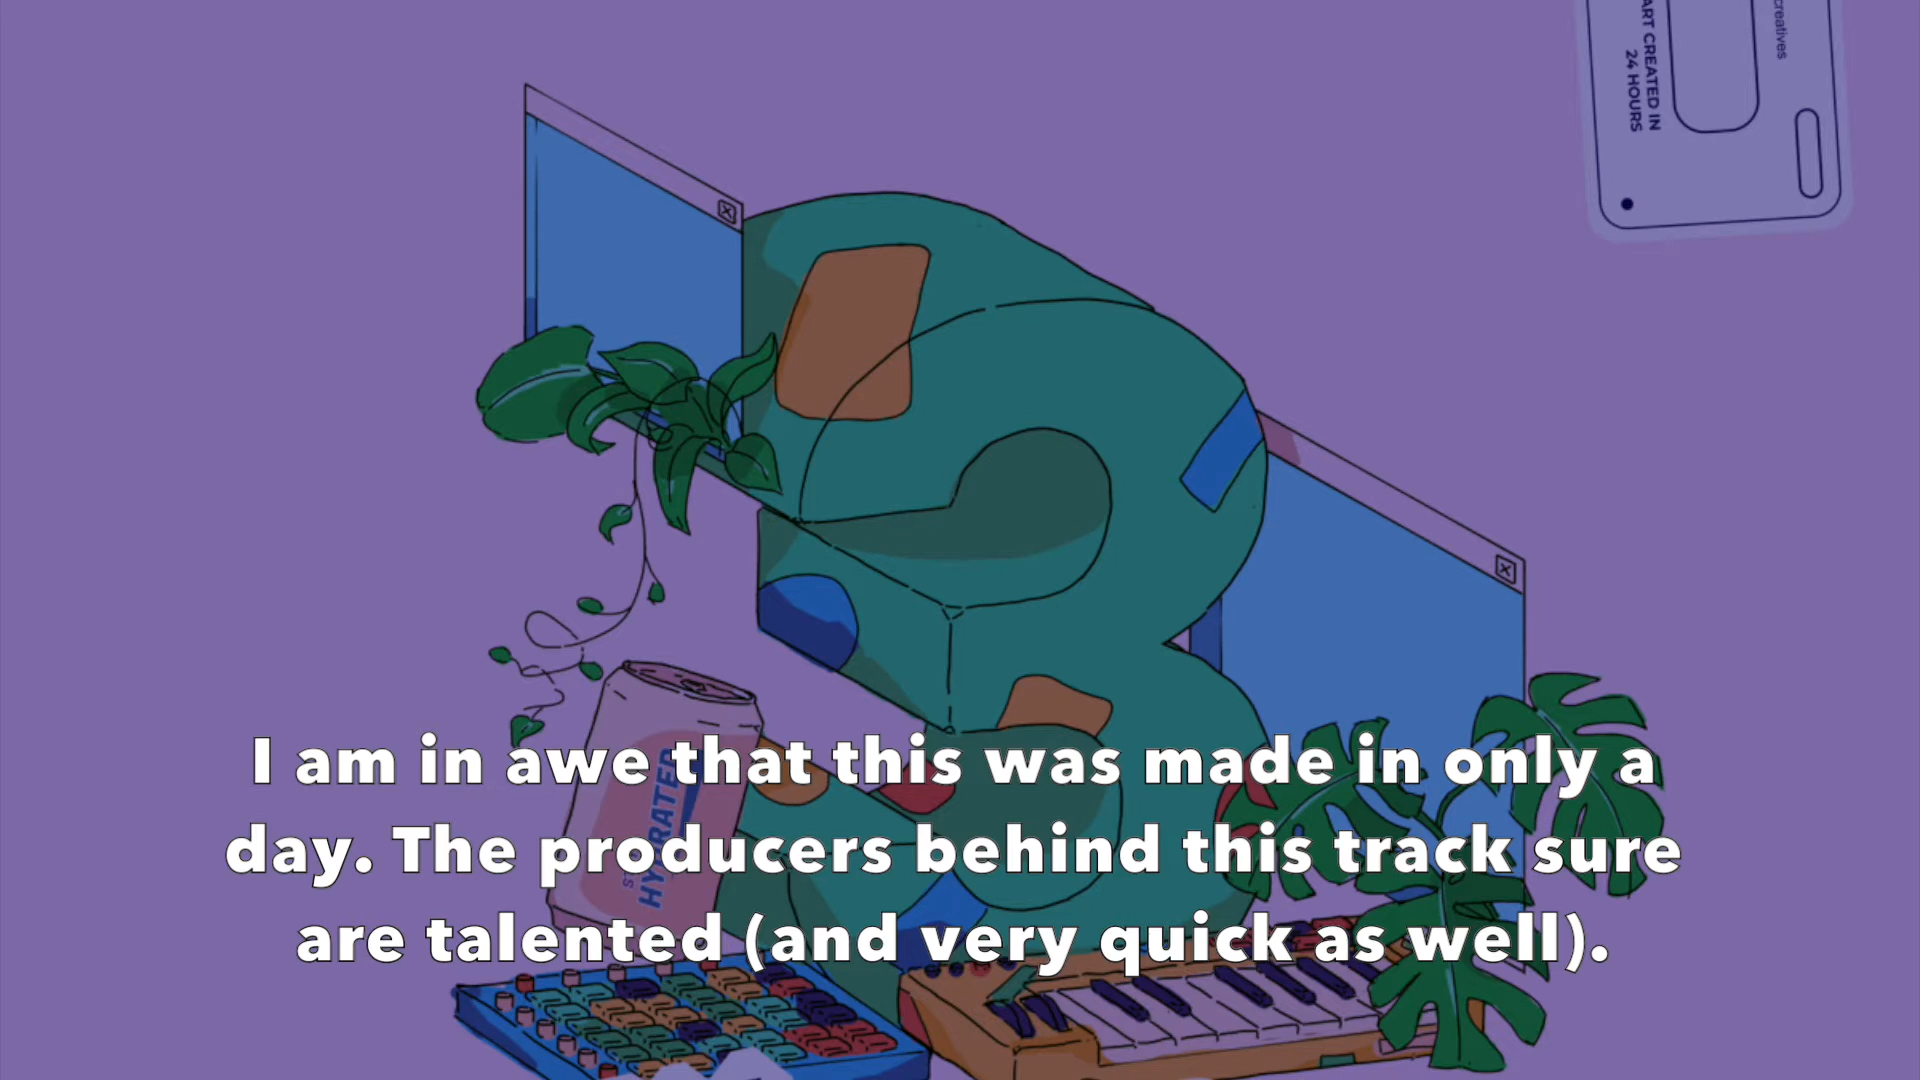 creatives
ART CREATED IN
24 HOURS
I am in awe that this was made in only a
day. The producers behind this track sure
are talented (and very quick as well).